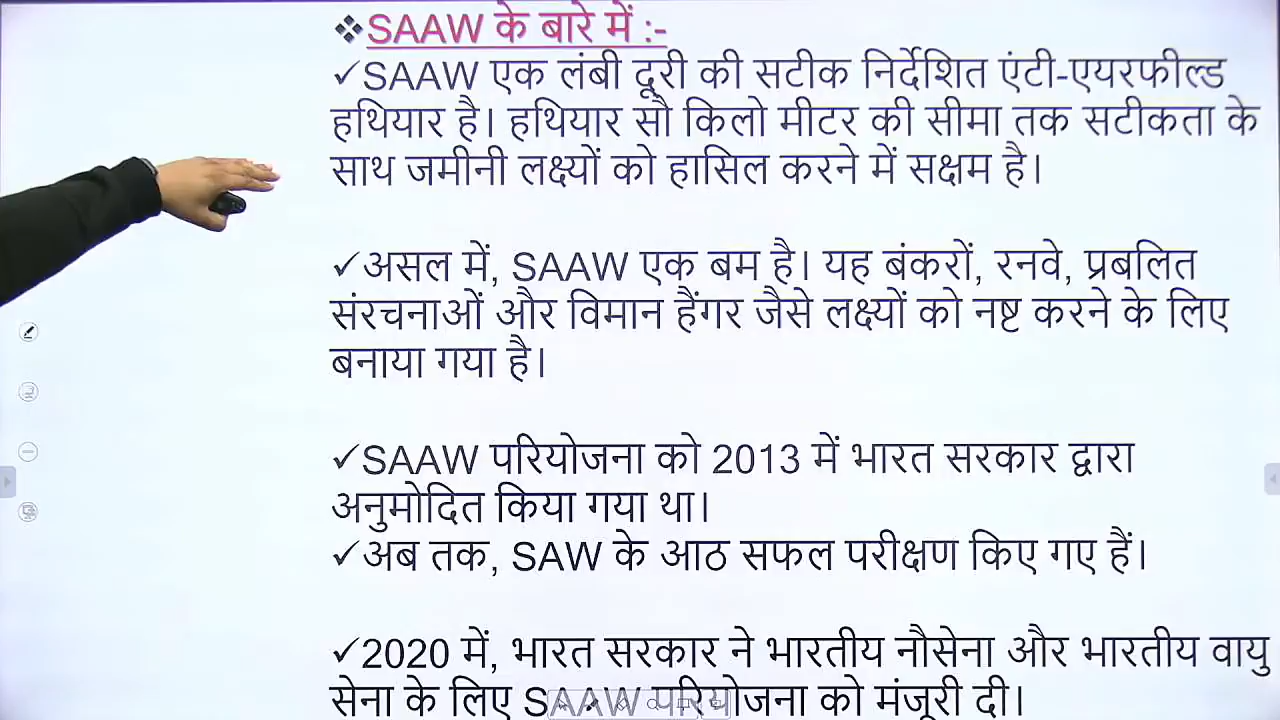 ❖SAAW के बारे में :-
✓SAAW एक लंबी दूरी की सटीक निर्देशित एंटी-एयरफील्ड
हथियार है। हथियार सौ किलो मीटर की सीमा तक सटीकता के
साथ जमीनी लक्ष्यों को हासिल करने में सक्षम है।
✓असल में, SAAW एक बम है। यह बंकरों, रनवे, प्रबलित
संरचनाओं और विमान हैंगर जैसे लक्ष्यों को नष्ट करने के लिए
बनाया गया है।
✓SAAW परियोजना को 2013 में भारत सरकार द्वारा
अनुमोदित किया गया था।
✓अब तक, SAW के आठ सफल परीक्षण किए गए हैं।
✓2020 में, भारत सरकार ने भारतीय नौसेना और भारतीय वायु
सेना के लिए SAAW परियोजना को मंजूरी दी।